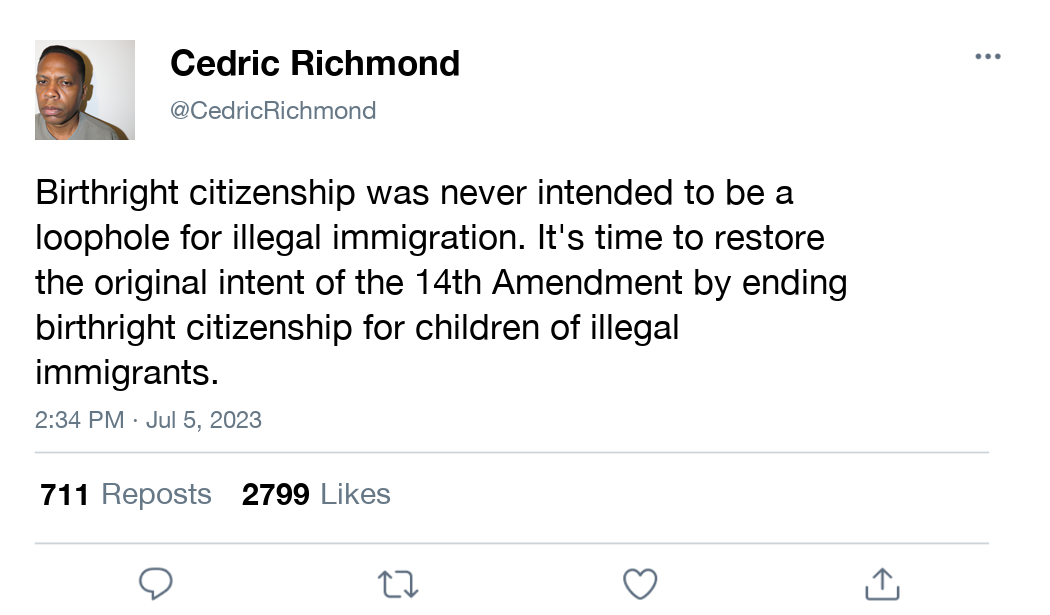 Cedric Richmond
@CedricRichmond
Birthright citizenship was never intended to be a
loophole for illegal immigration. It's time to restore
the original intent of the 14th Amendment by ending
birthright citizenship for children of illegal
immigrants.
2:34 PM · Jul 5, 2023
711 Reposts 2799 Likes